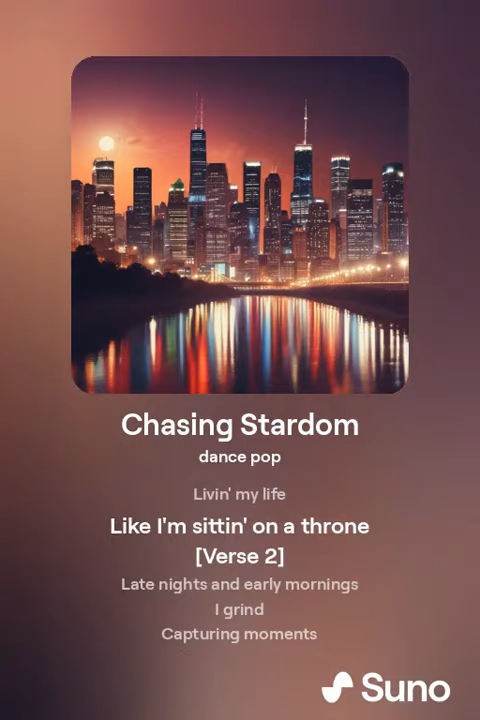 Chasing Stardom
dance pop
Livin' my life
Like I'm sittin' on a throne
[Verse 2]
Late nights and early mornings
I grind
Capturing moments
Suno